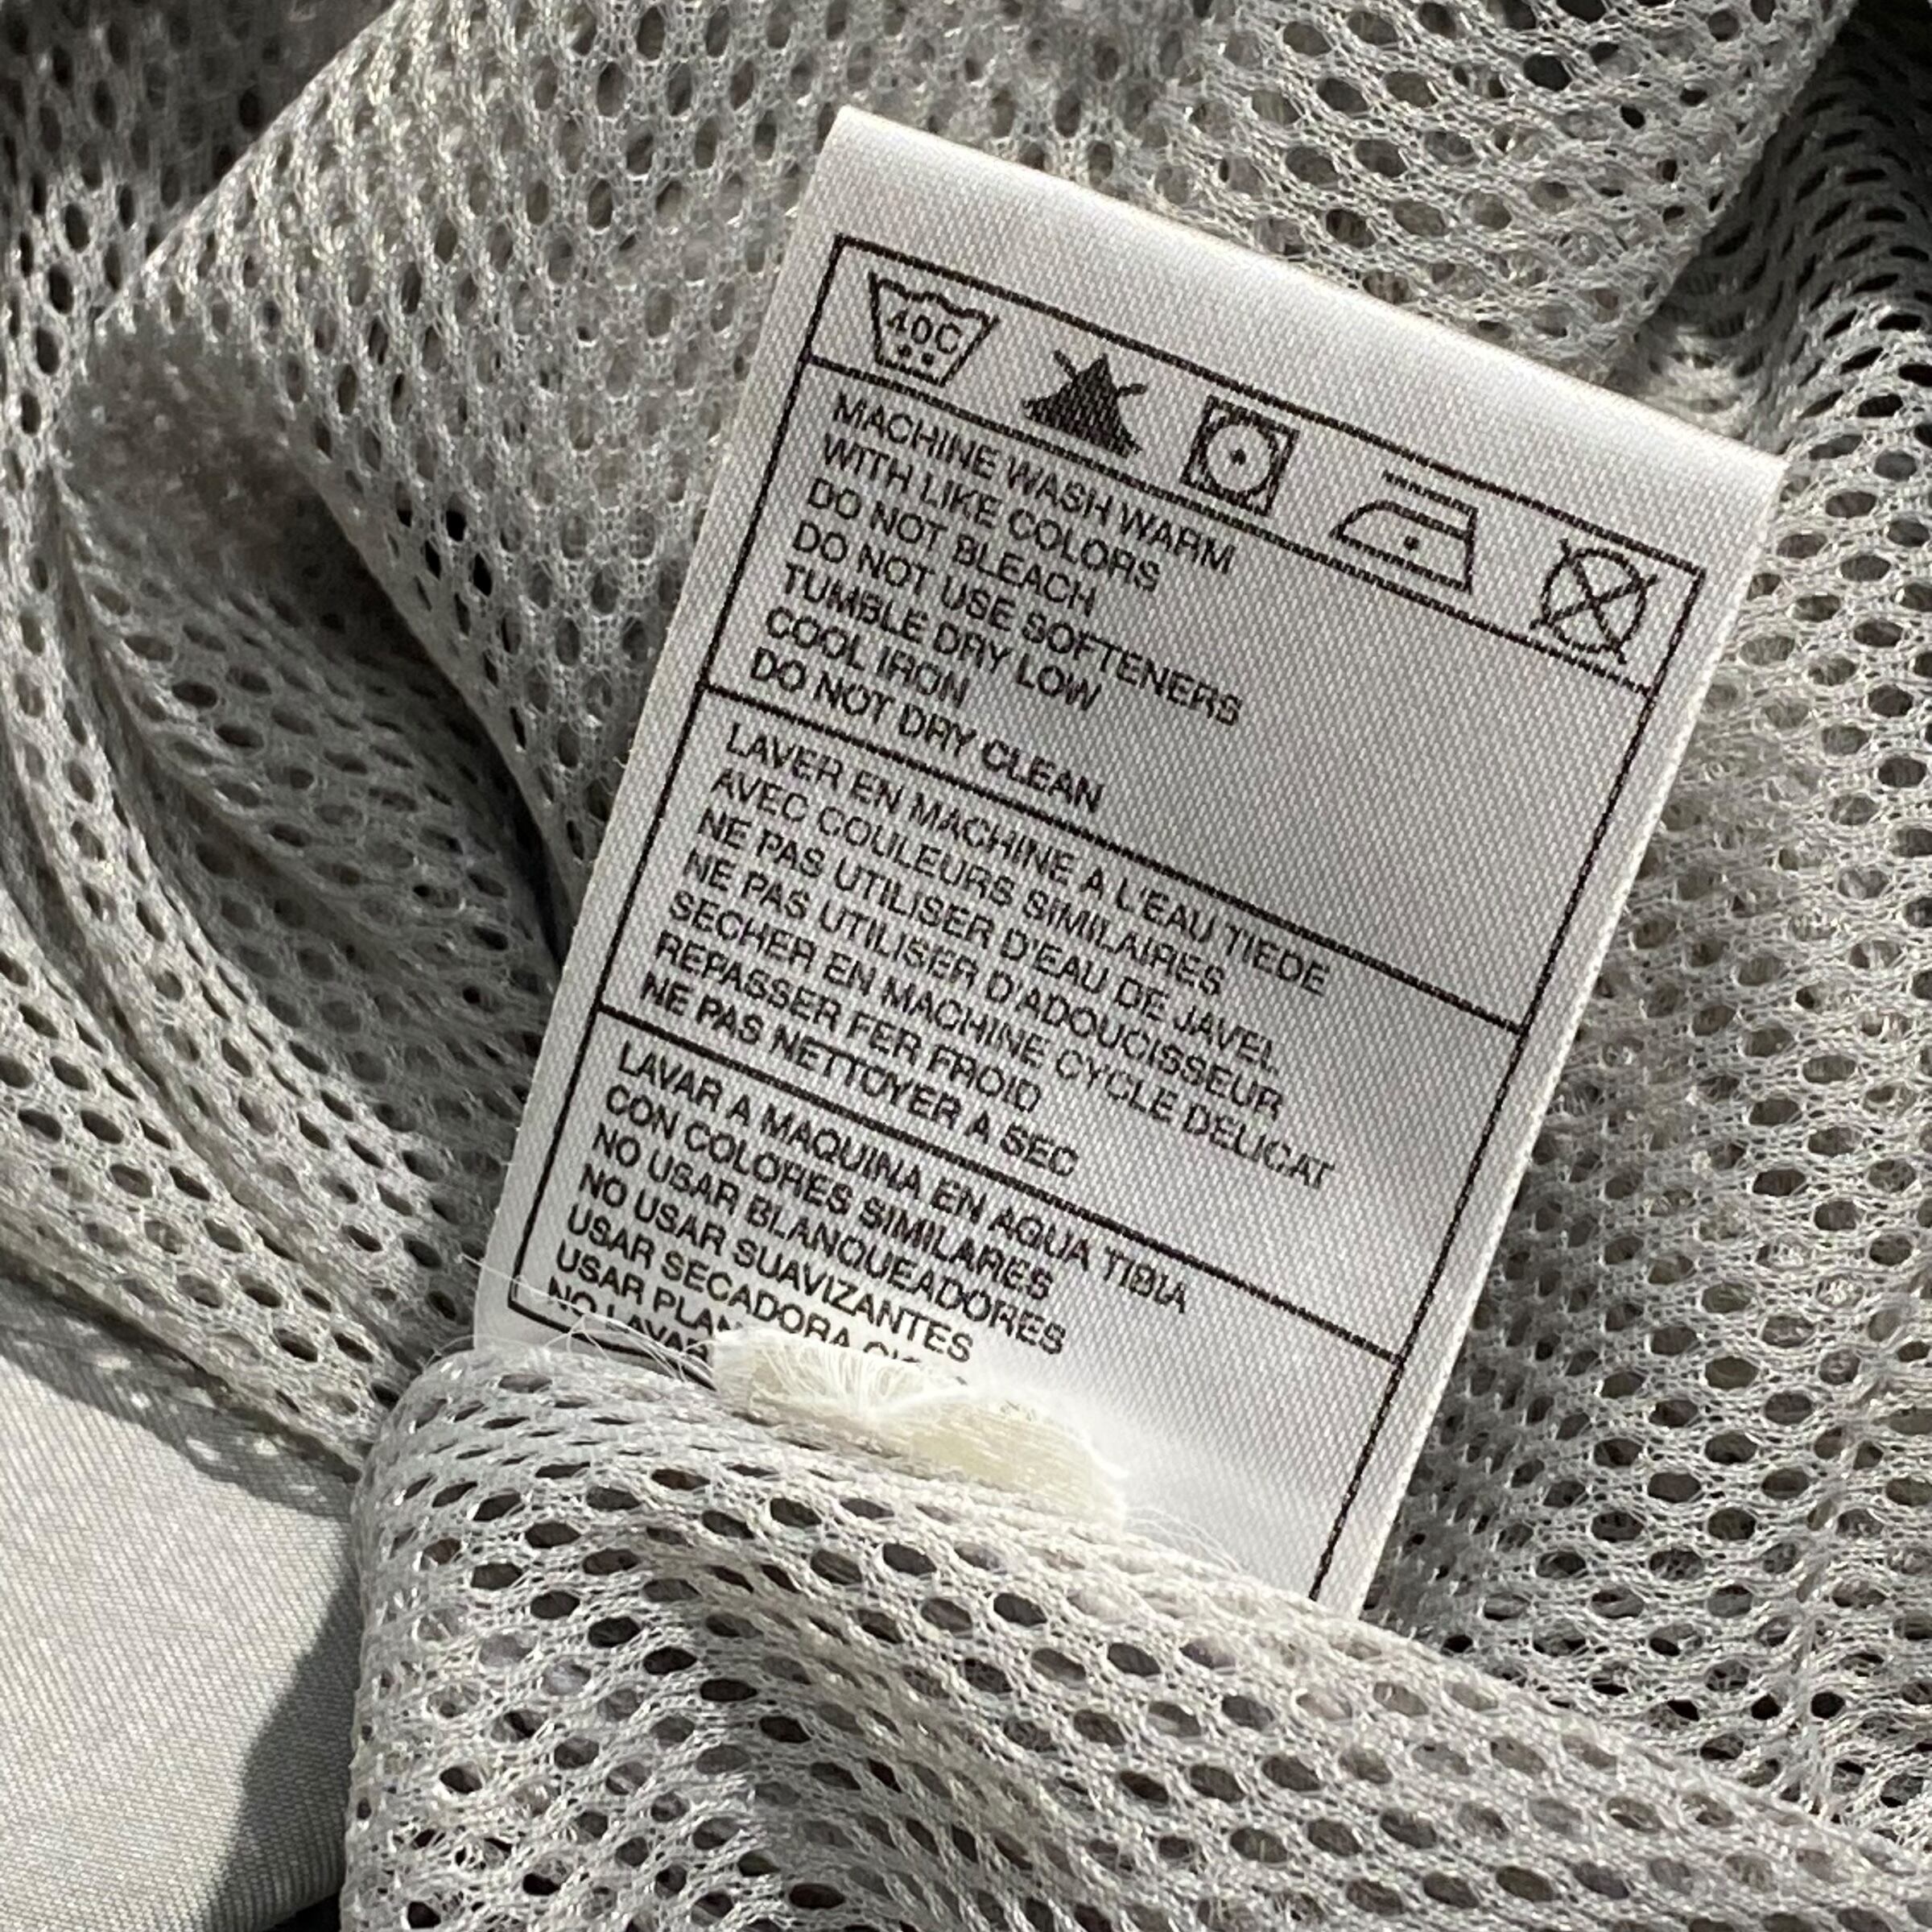 40C
MACHINE WASH WARM
WITH LIKE COLORS
DO NOT BLEACH
DO NOT USE SOFTENERS
TUMBLE DRY LOW
COOL IRON
DO NOT DRY CLEAN
LAVER EN MACHINE A L'EAU TIEDE
AVEC COULEURS SIMILAIRES
NE PAS UTILISER D'EAU DE JAVEL
NE PAS UTILISER D'ADOUCISSEUR
SECHER EN MACHINE CYCLE DELICAT
REPASSER FER FROID
NE PAS NETTOYER A SEC
LAVAR A MAQUINA EN AGUA TIBIA
CON COLORES SIMILARES
NO USAR BLANQUEADORES
NO USAR SUAVIZANTES
USAR SECADORA
USAR
NO